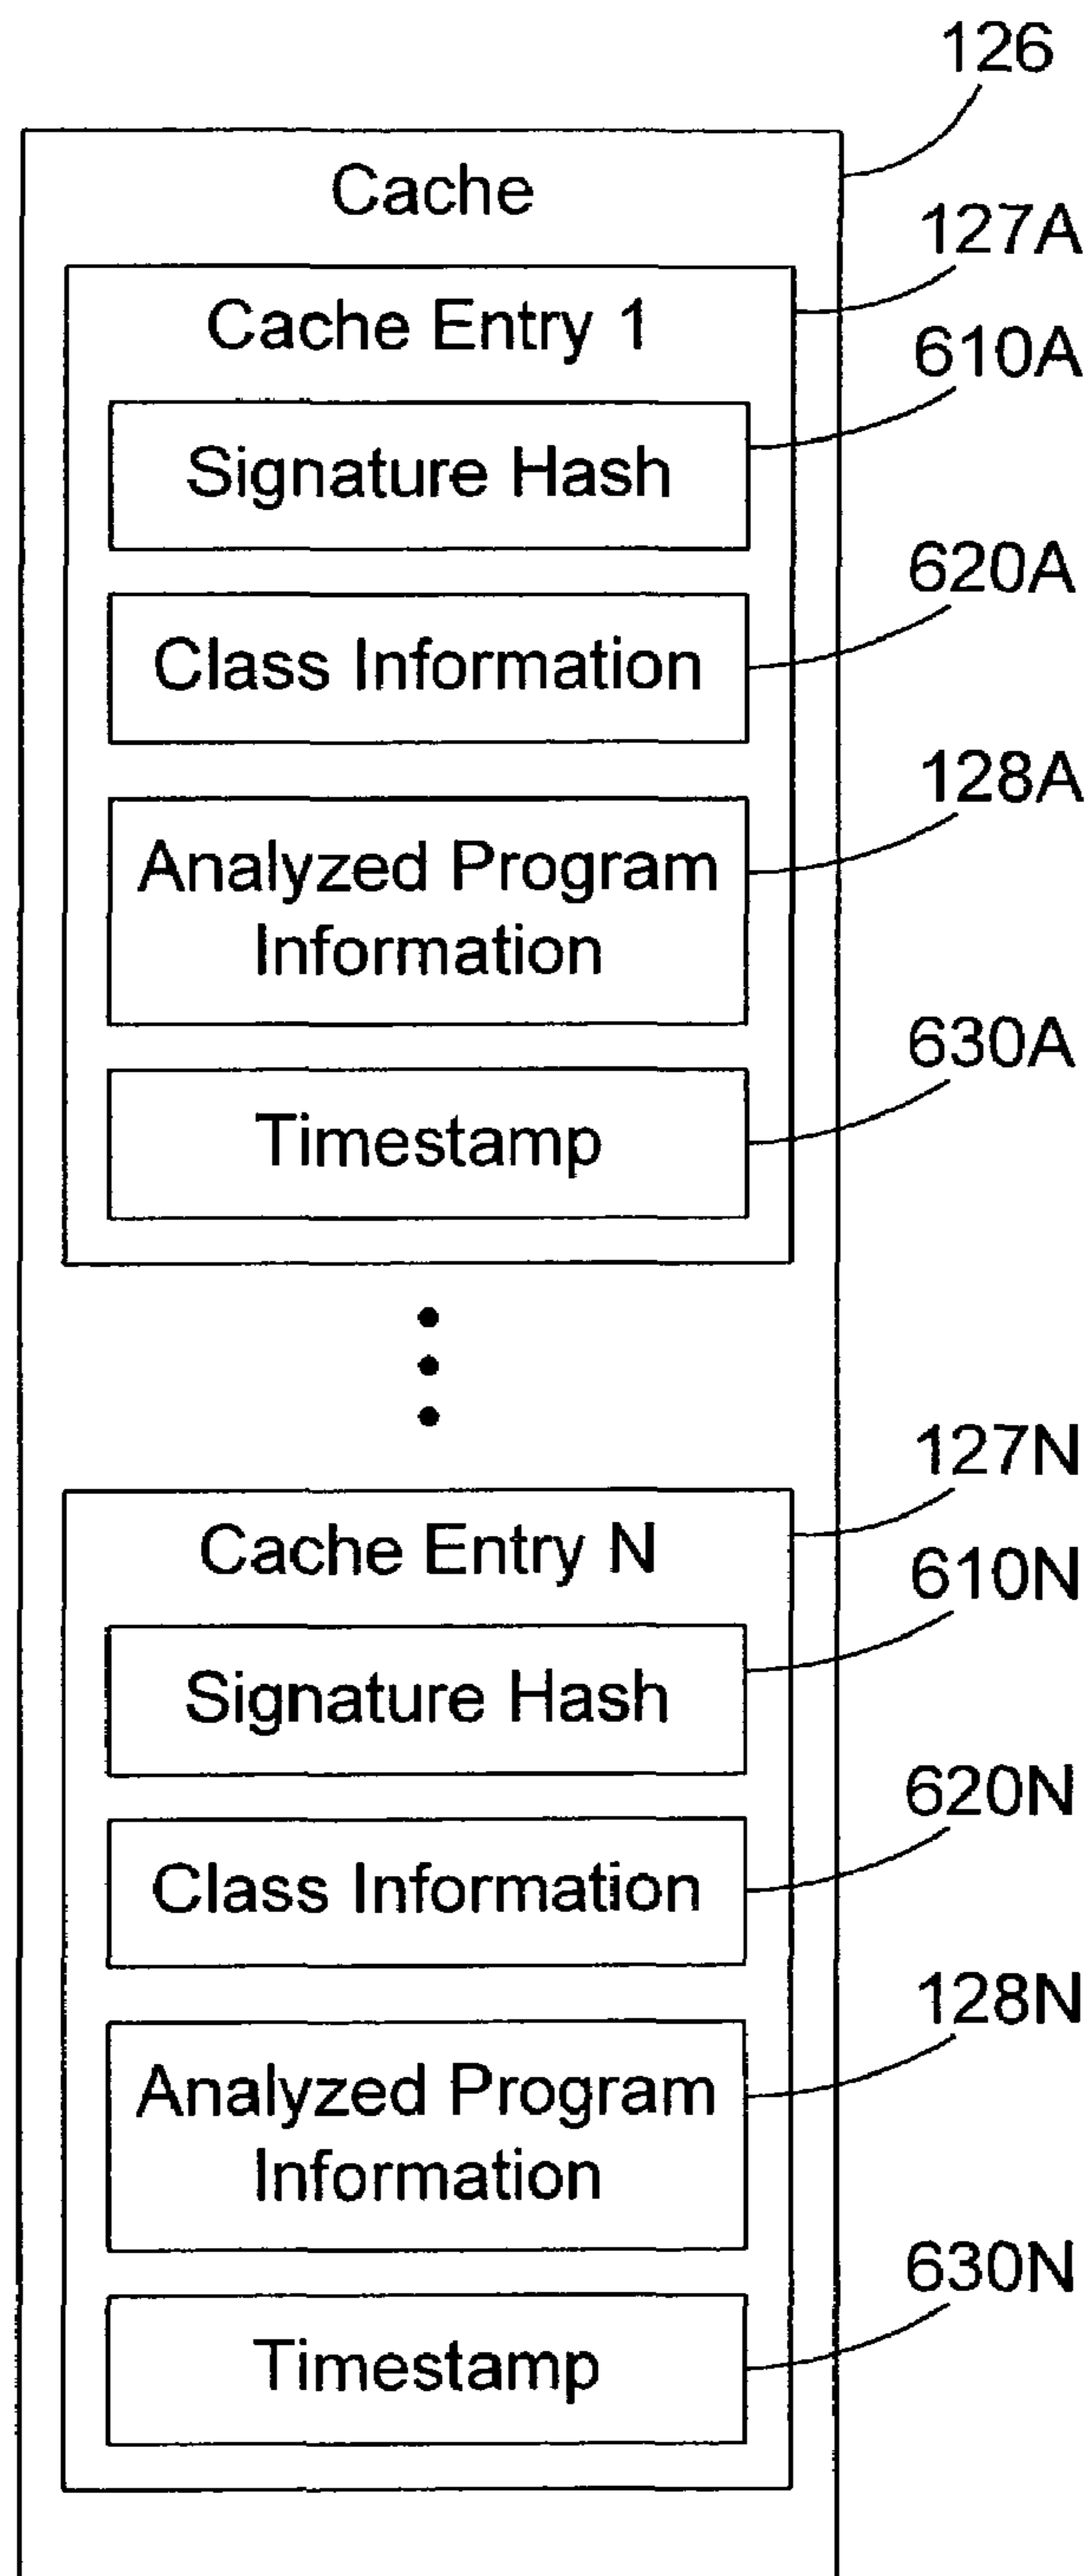 126
Cache
127A
Cache Entry 1
610A
Signature Hash
620A
Class Information
128A
Analyzed Program
Information
630A
Timestamp
127N
Cache Entry N
610N
Signature Hash
620N
Class Information
128N
Analyzed Program
Information
630N
Timestamp